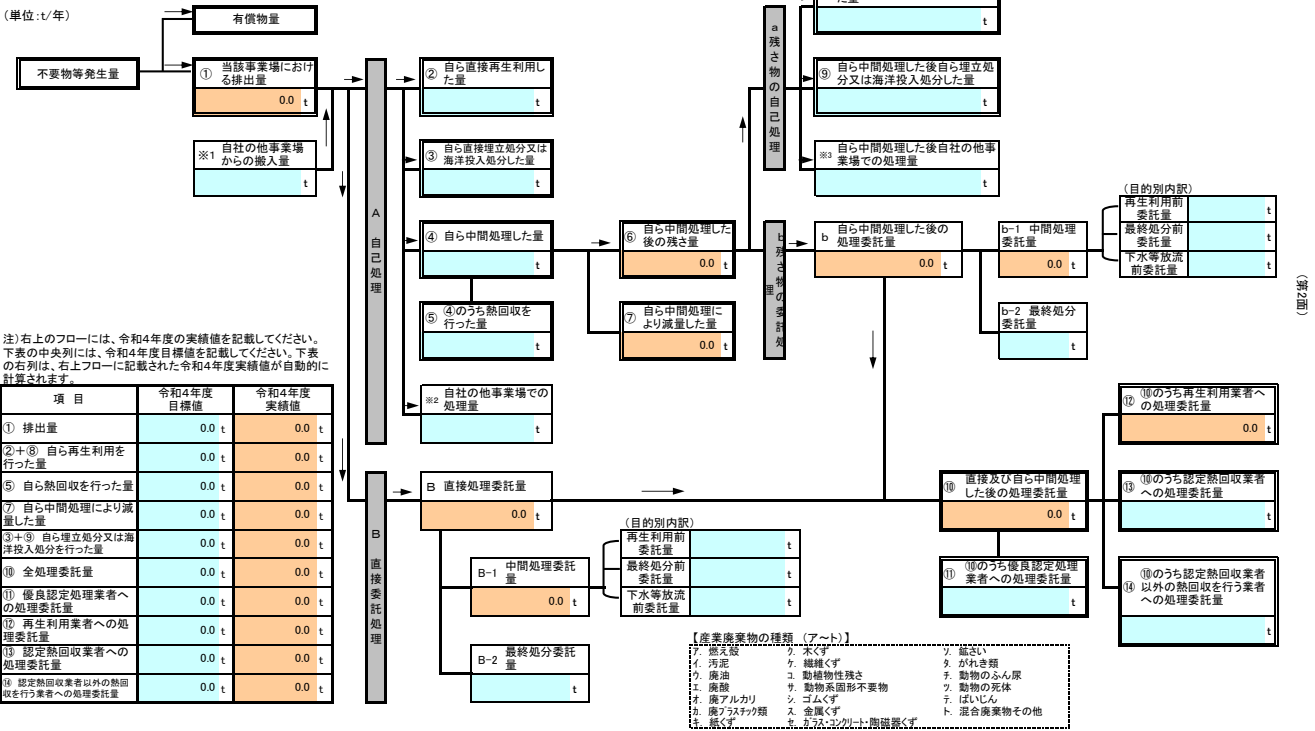 (単位:t/年)
有償物量
不要物等発生量
① 当該事業場におけ
る排出量
0.0 t
※1 自社の他事業場
からの搬入量
t
A 自己処理
② 自ら直接再生利用し
た量
t
③ 自ら直接埋立処分又は
海洋投入処分した量
t
④ 自ら中間処理した量
t
⑤ ④のうち熱回収を
行った量
t
※2 自社の他事業場での
処理量
t
⑥ 自ら中間処理した
後の残さ量
0.0 t
⑦ 自ら中間処理に
より減量した量
0.0 t
a 残さ物の自己処理
た量
t
⑨ 自ら中間処理した後自ら埋立処
分又は海洋投入処分した量
t
※3 自ら中間処理した後自社の他事
業場での処理量
t
b 残さ物の委託処理
b 自ら中間処理した後の
処理委託量
0.0 t
b-1 中間処理
委託量
0.0 t
(目的別内訳)
再生利用前
委託量 t
最終処分前
委託量 t
下水等放流
前委託量 t
b-2 最終処分
委託量
t
(第2面)
注)右上のフローには、令和4年度の実績値を記載してください。
下表の中央列には、令和4年度目標値を記載してください。下表
の右列は、右上フローに記載された令和4年度実績値が自動的に
計算されます。
項 目 令和4年度
目標値 令和4年度
実績値
① 排出量 0.0 t 0.0 t
②+⑧ 自ら再生利用を
行った量 0.0 t 0.0 t
⑤ 自ら熱回収を行った量 0.0 t 0.0 t
⑦ 自ら中間処理により減
量した量 0.0 t 0.0 t
③+⑨ 自ら埋立処分又は海
洋投入処分を行った量 0.0 t 0.0 t
⑩ 全処理委託量 0.0 t 0.0 t
⑪ 優良認定処理業者へ
の処理委託量 0.0 t 0.0 t
⑫ 再生利用業者への処
理委託量 0.0 t 0.0 t
⑬ 認定熱回収業者への
処理委託量 0.0 t 0.0 t
⑭ 認定熱回収業者以外の熱回
収を行う業者への処理委託量 0.0 t 0.0 t
B 直接委託処理
B 直接処理委託量
0.0 t
B-1 中間処理委託
量
0.0 t
(目的別内訳)
再生利用前
委託量 t
最終処分前
委託量 t
下水等放流
前委託量 t
B-2 最終処分委託
量
t
⑩ 直接及び自ら中間処理
した後の処理委託量
0.0 t
⑪ ⑩のうち優良認定処理
業者への処理委託量
t
⑫ ⑩のうち再生利用業者へ
の処理委託量
0.0 t
⑬ ⑩のうち認定熱回収業者
への処理委託量
t
⑭ ⑩のうち認定熱回収業者
以外の熱回収を行う業者
への処理委託量
t
【産業廃棄物の種類 (ア~ト)】
ア. 燃え殻 ク. 木くず ソ. 鉱さい
イ. 汚泥 ケ. 繊維くず タ. がれき類
ウ. 廃油 コ. 動植物性残さ チ. 動物のふん尿
エ. 廃酸 サ. 動物系固形不要物 ツ. 動物の死体
オ. 廃アルカリ シ. ゴムくず テ. ばいじん
カ. 廃プラスチック類 ス. 金属くず ト. 混合廃棄物その他
キ. 紙くず セ. ガラス・コンクリート・陶磁器くず